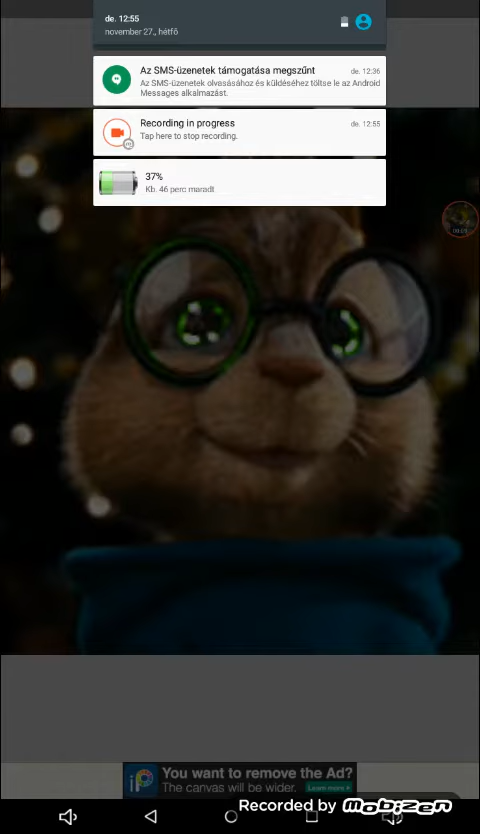 de. 12:55
november 27., hétfő
Az SMS-üzenetek támogatása megszűnt
de. 12:36
Az SMS-üzenetek olvasásához és küldéséhez töltse le az Android
Messages alkalmazást.
Recording in progress
de. 12:55
Tap here to stop recording.
37%
Kb. 46 perc maradt
You want to remove the Ad?
The canvas will be wider.
Learn more
Recorded by MOBIZEN